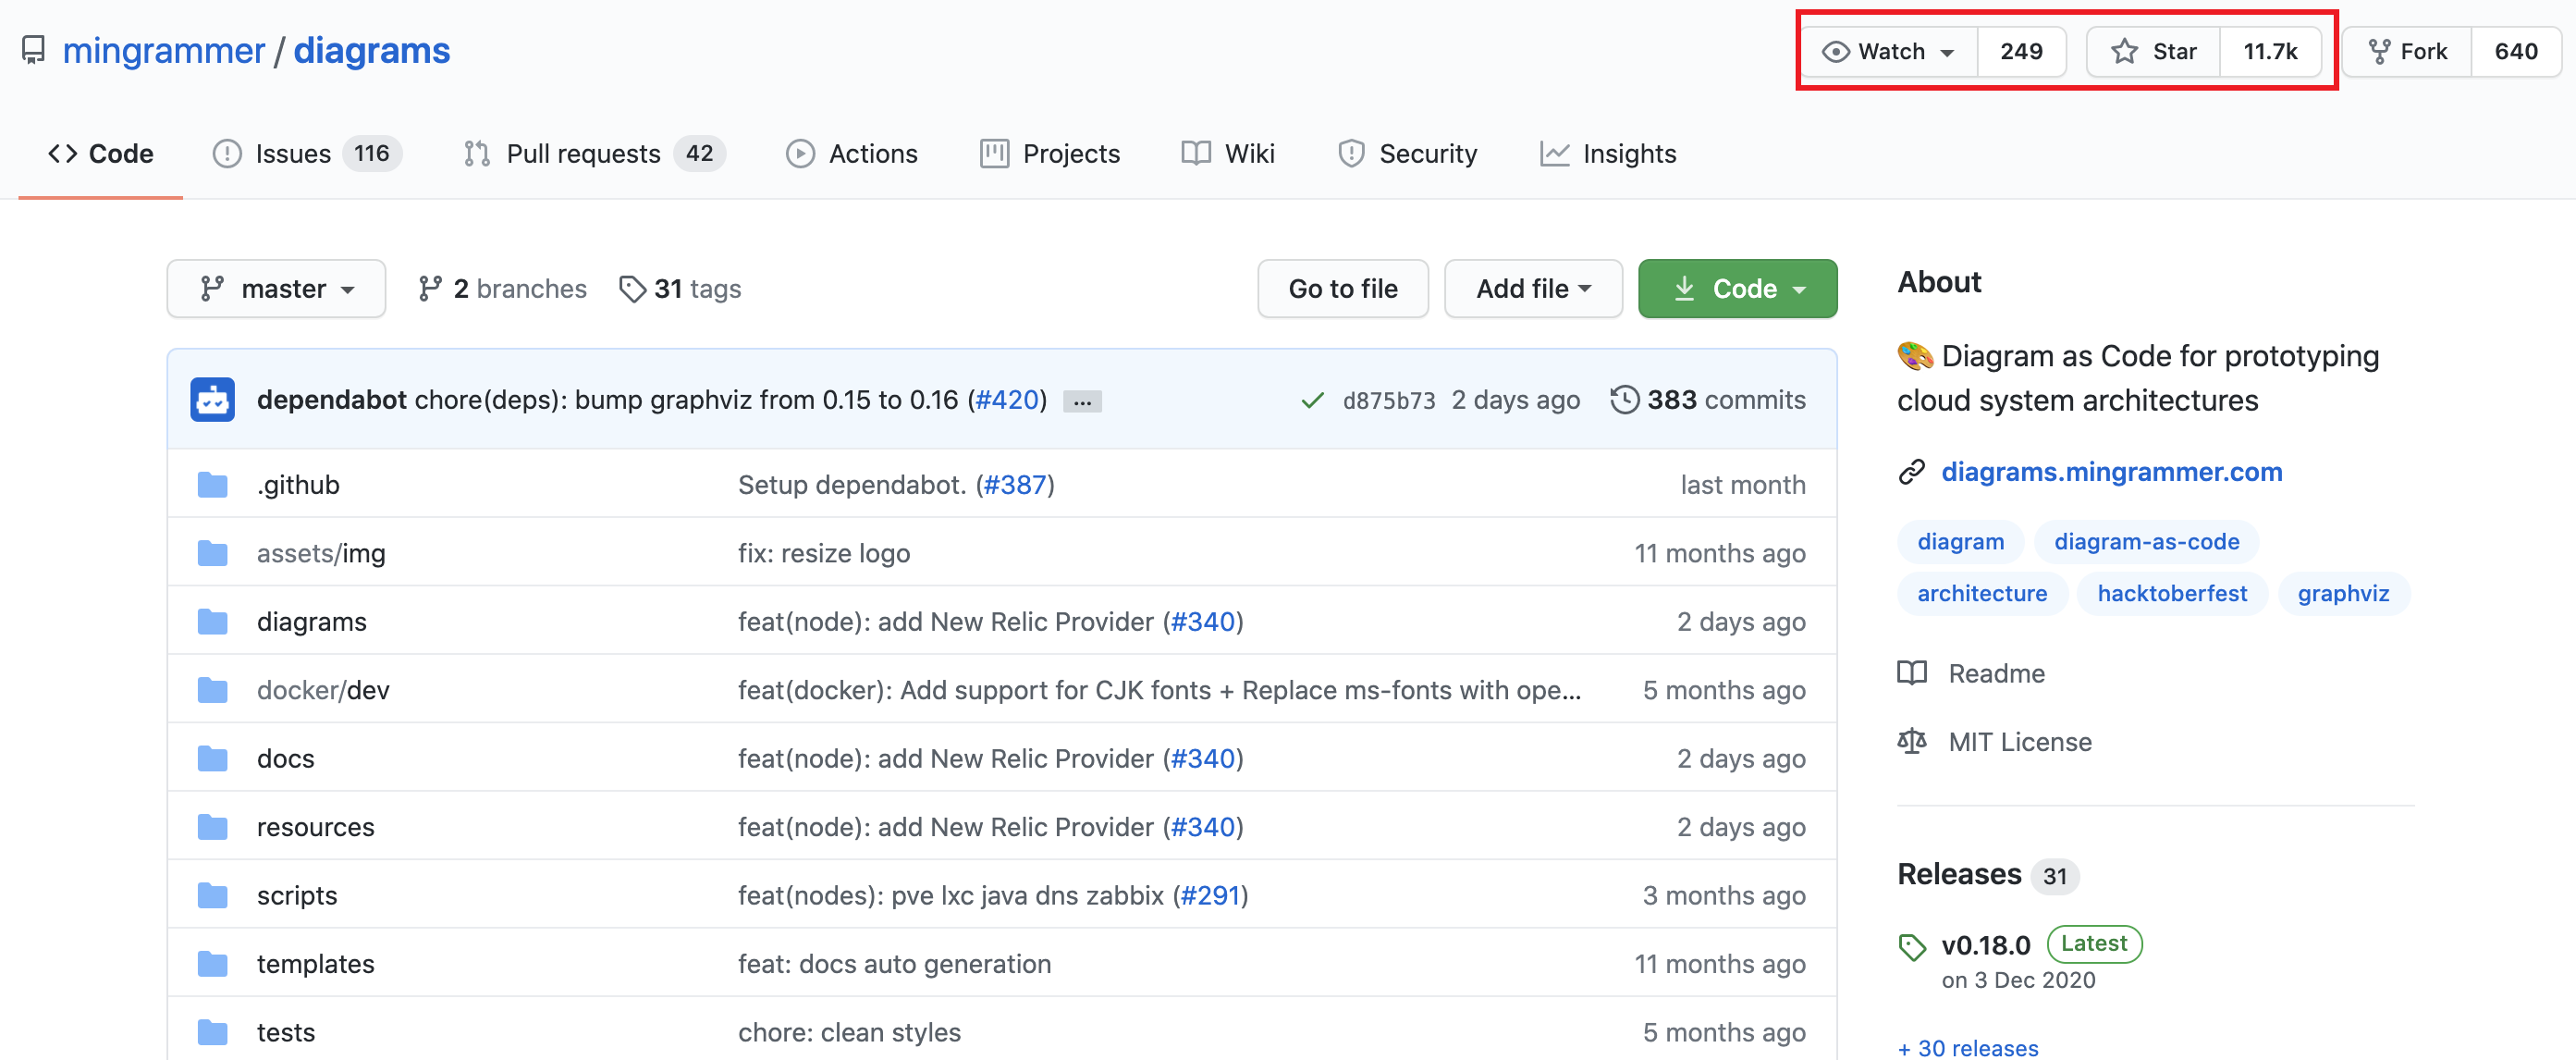 mingrammer / diagrams
Watch 249 Star 11.7k Fork 640
Code Issues 116 Pull requests 42 Actions Projects Wiki Security Insights
master 2 branches 31 tags Go to file Add file Code
dependabot chore(deps): bump graphviz from 0.15 to 0.16 (#420) ... d875b73 2 days ago 383 commits
.github Setup dependabot. (#387) last month
assets/img fix: resize logo 11 months ago
diagrams feat(node): add New Relic Provider (#340) 2 days ago
docker/dev feat(docker): Add support for CJK fonts + Replace ms-fonts with ope... 5 months ago
docs feat(node): add New Relic Provider (#340) 2 days ago
resources feat(node): add New Relic Provider (#340) 2 days ago
scripts feat(nodes): pve lxc java dns zabbix (#291) 3 months ago
templates feat: docs auto generation 11 months ago
tests chore: clean styles 5 months ago
About
Diagram as Code for prototyping
cloud system architectures
diagrams.mingrammer.com
diagram diagram-as-code
architecture hacktoberfest graphviz
Readme
MIT License
Releases 31
v0.18.0 Latest
on 3 Dec 2020
+ 30 releases